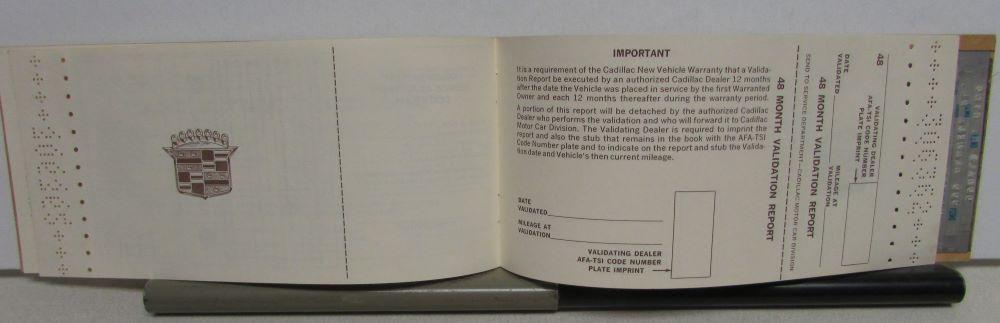 IMPORTANT
It is a requirement of the Cadillac New Vehicle Warranty that a Valida-
tion Report be executed by an authorized Cadillac Dealer 12 months
after the date the Vehicle was placed in service by the first Warranted
Owner and each 12 months thereafter during the warranty period.
A portion of this report will be detached by the authorized Cadillac
Dealer who performs the validation and who will forward it to Cadillac
Motor Car Division. The Validating Dealer is required to imprint the
report and also the stub that remains in the book with the AFA-TSI
Code Number plate and to indicate on the report and stub the Valida-
tion date and Vehicle's then current mileage.
DATE
VALIDATED
MILEAGE AT
VALIDATION
VALIDATING DEALER
AFA-TSI CODE NUMBER
PLATE IMPRINT
48 MONTH VALIDATION REPORT
SEND TO SERVICE DEPARTMENT—CADILLAC MOTOR CAR DIVISION
48 MONTH VALIDATION REPORT
DATE
VALIDATED
MILEAGE AT
VALIDATION
VALIDATING DEALER
AFA-TSI CODE NUMBER
PLATE IMPRINT
48